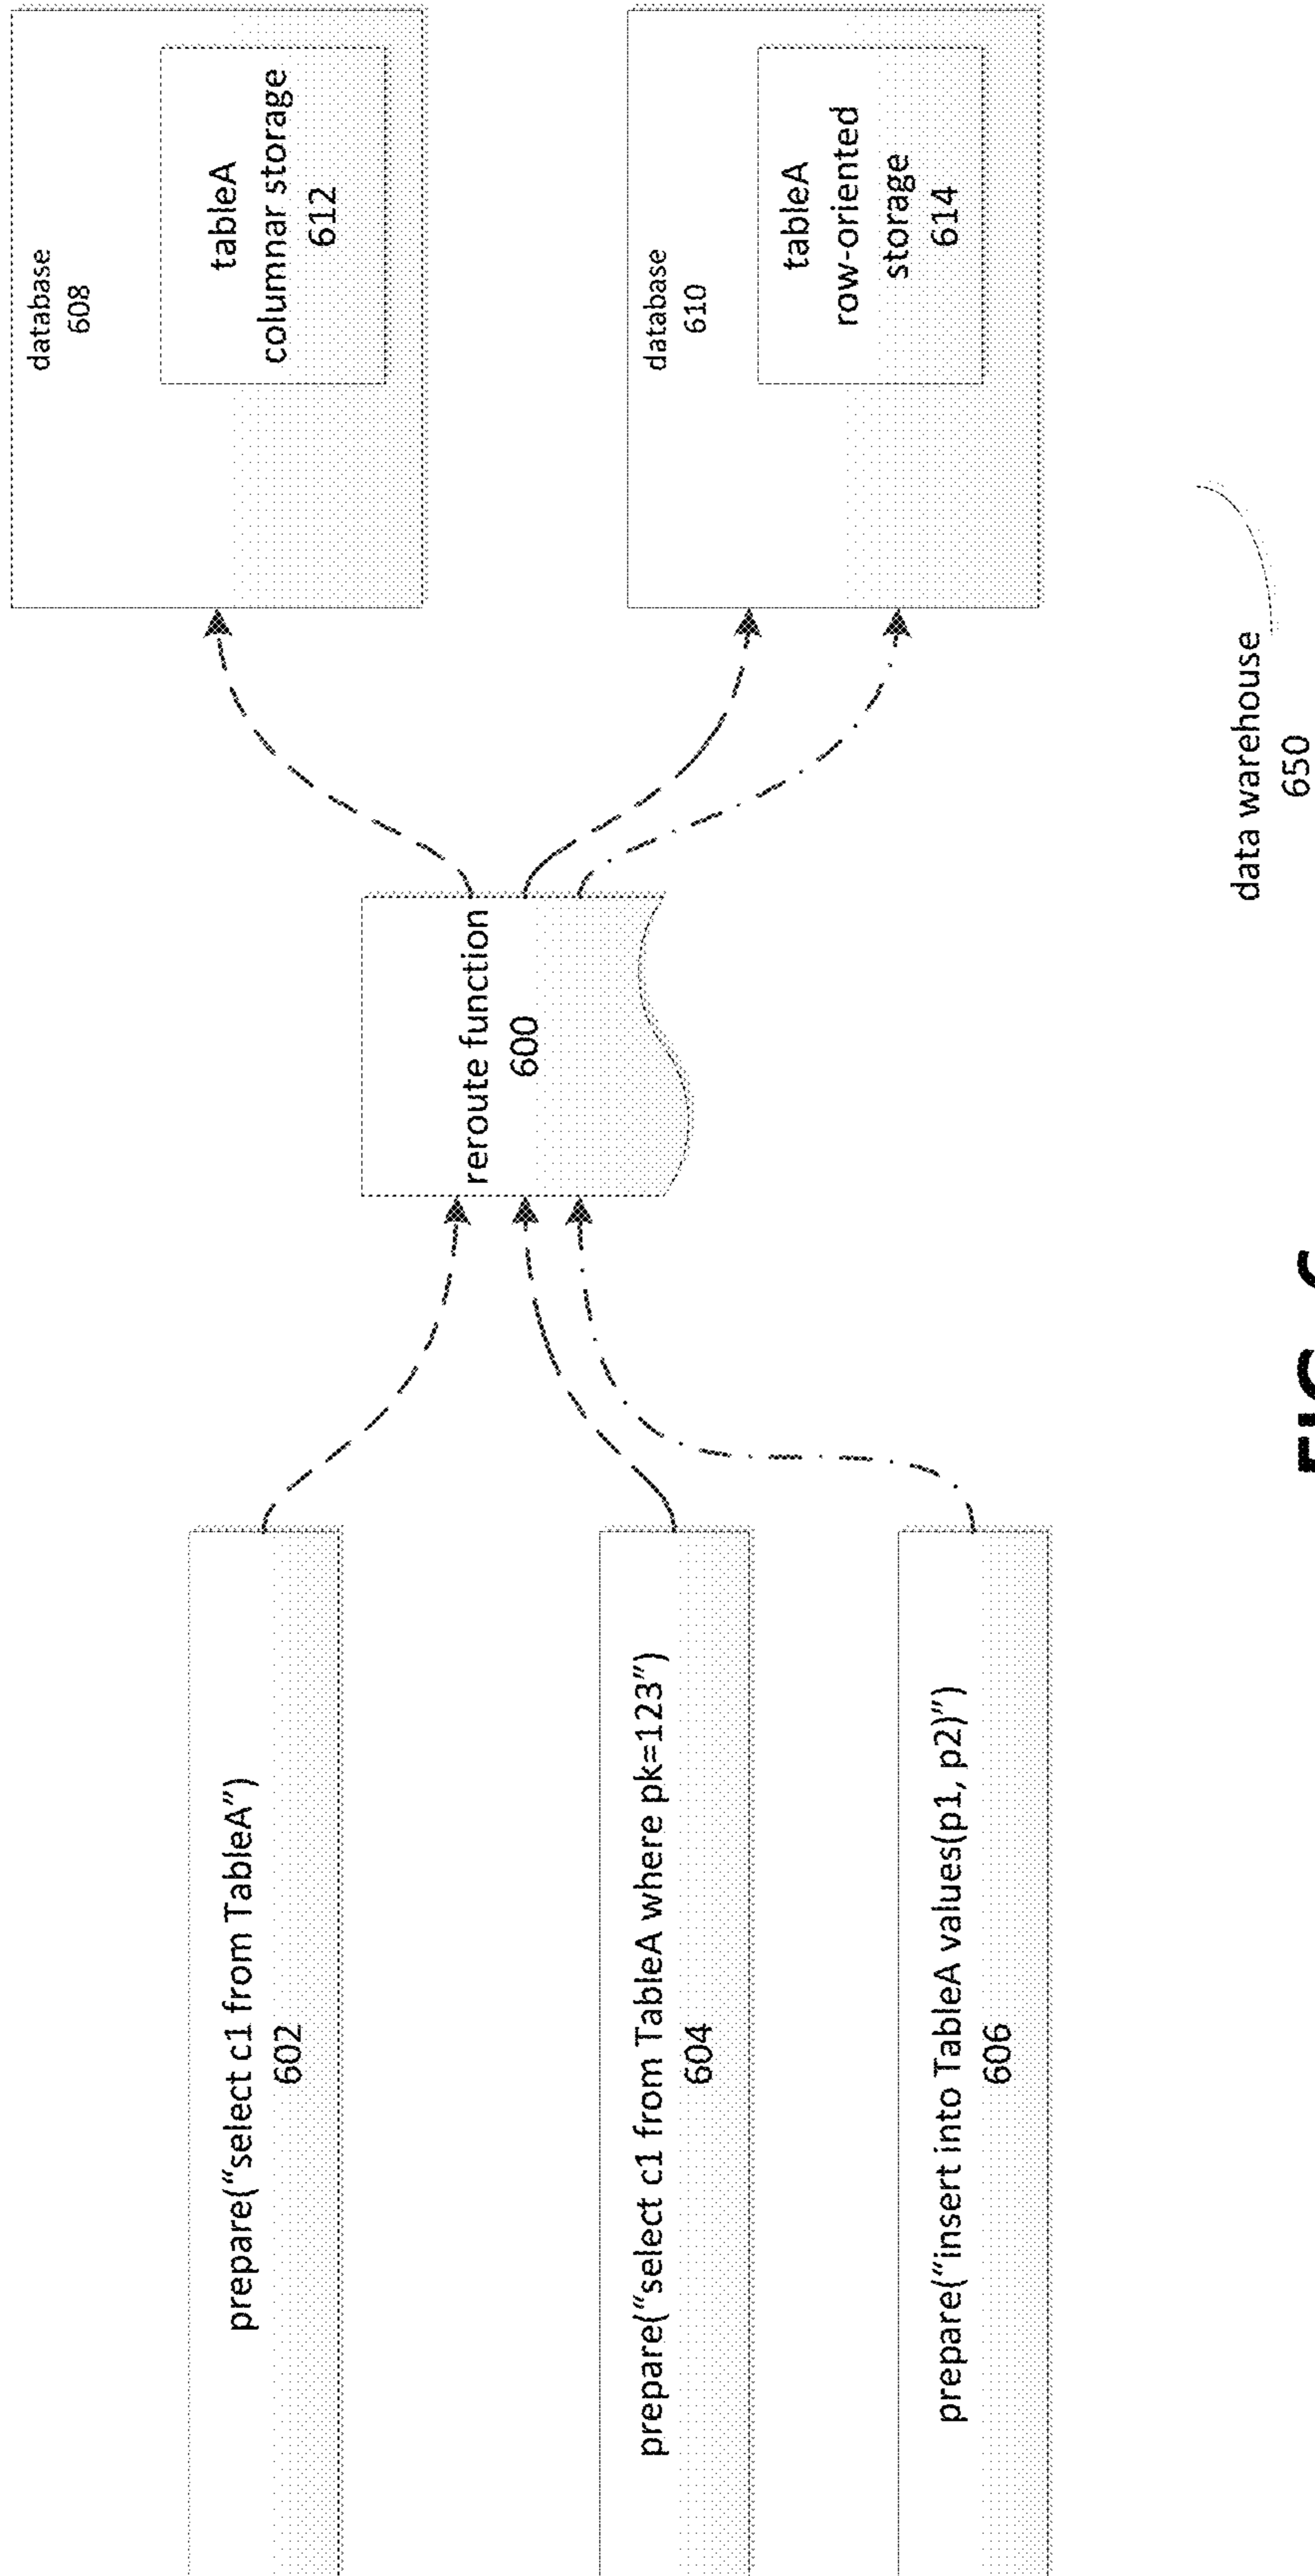 prepare(“select c1 from TableA”)
602
prepare(“select c1 from TableA where pk=123”)
604
prepare(“insert into TableA values(p1, p2)”)
606
reroute function
600
database
608
tableA
columnar storage
612
database
610
tableA
row-oriented
storage
614
data warehouse
650